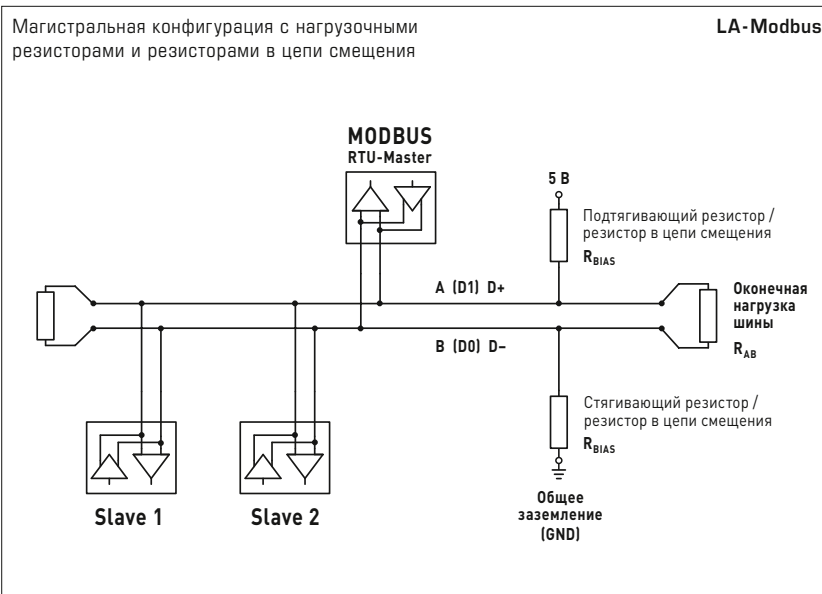 Магистральная конфигурация с нагрузочными
резисторами и резисторами в цепи смещения
LA-Modbus
MODBUS
RTU-Master
5 В
Подтягивающий резистор /
резистор в цепи смещения
RBIAS
A (D1) D+
B (D0) D–
Оконечная
нагрузка
шины
RAB
Стягивающий резистор /
резистор в цепи смещения
RBIAS
Общее
заземление
(GND)
Slave 1
Slave 2